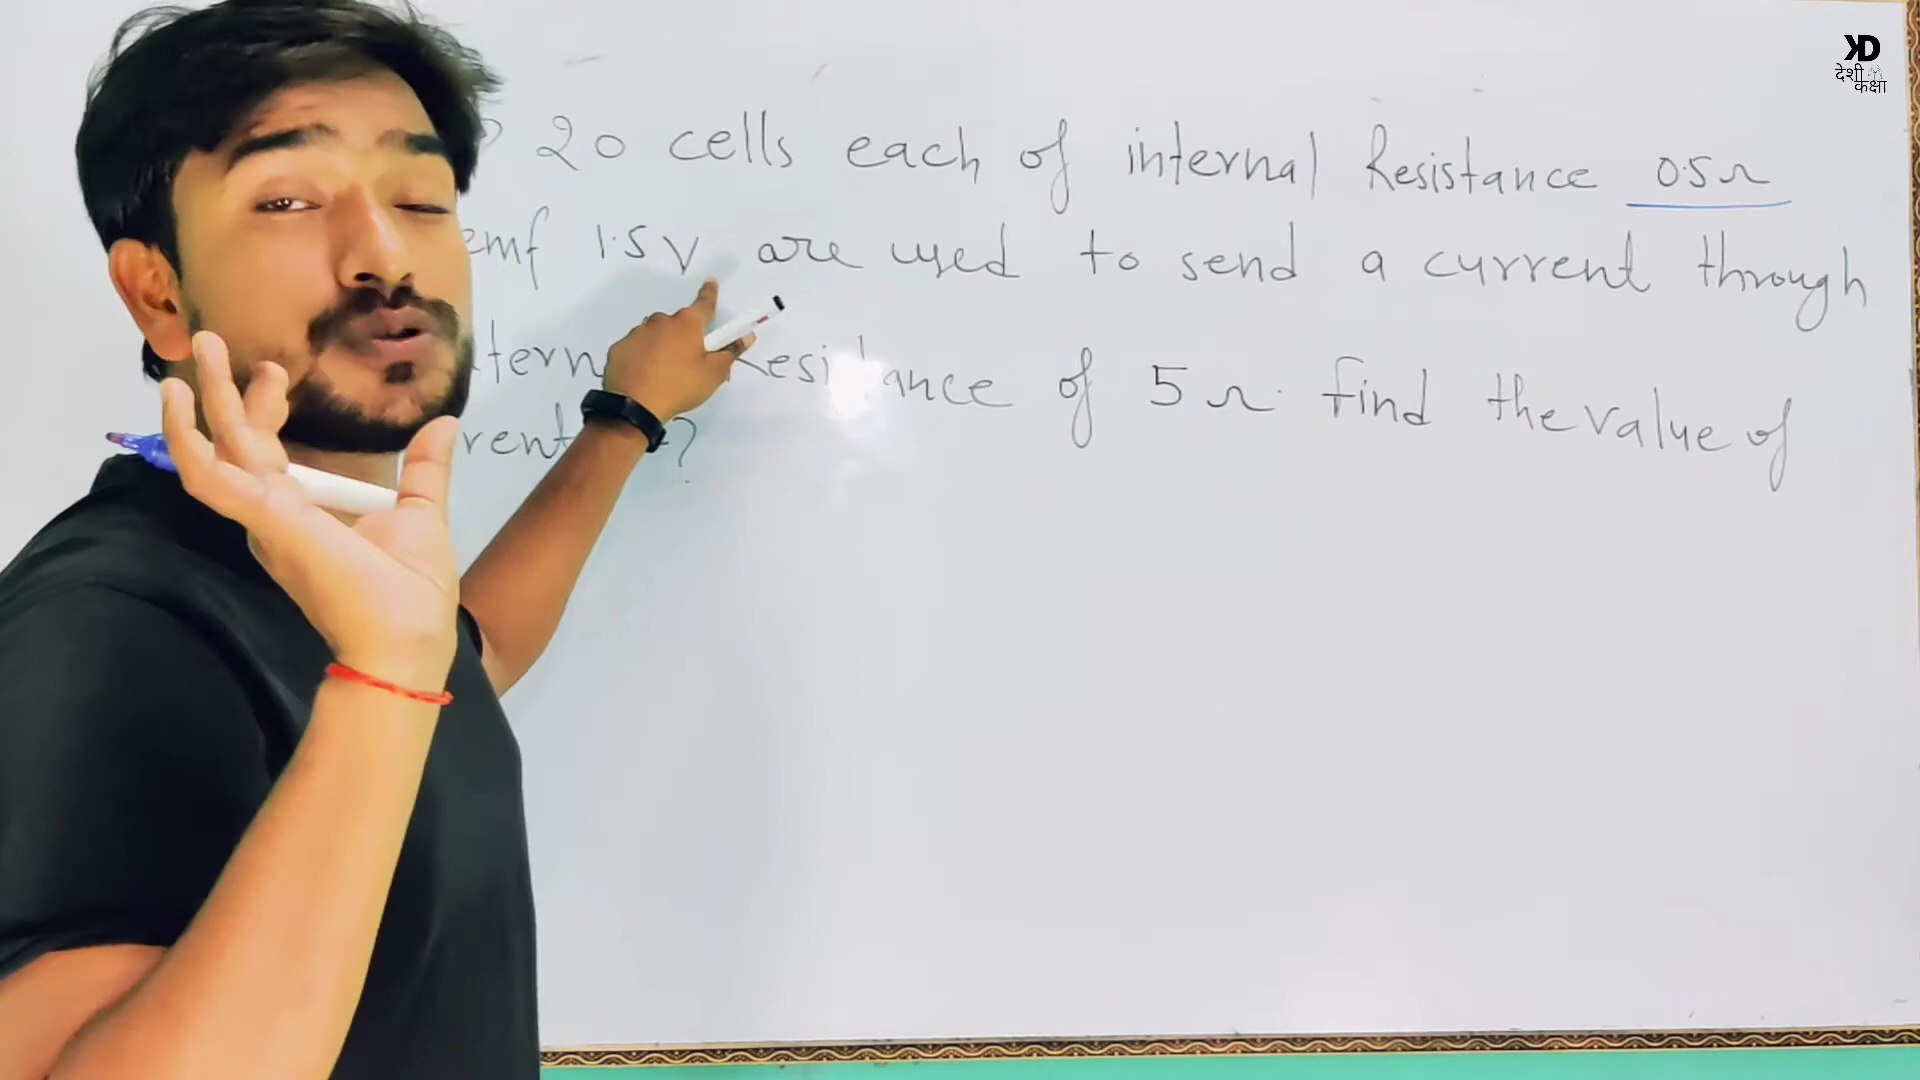 20 cells each of internal Resistance 0.5Ω
emf 1.5V are used to send a current through
Resistance of 5Ω. find the value of
?
KD
देशी
कक्षा